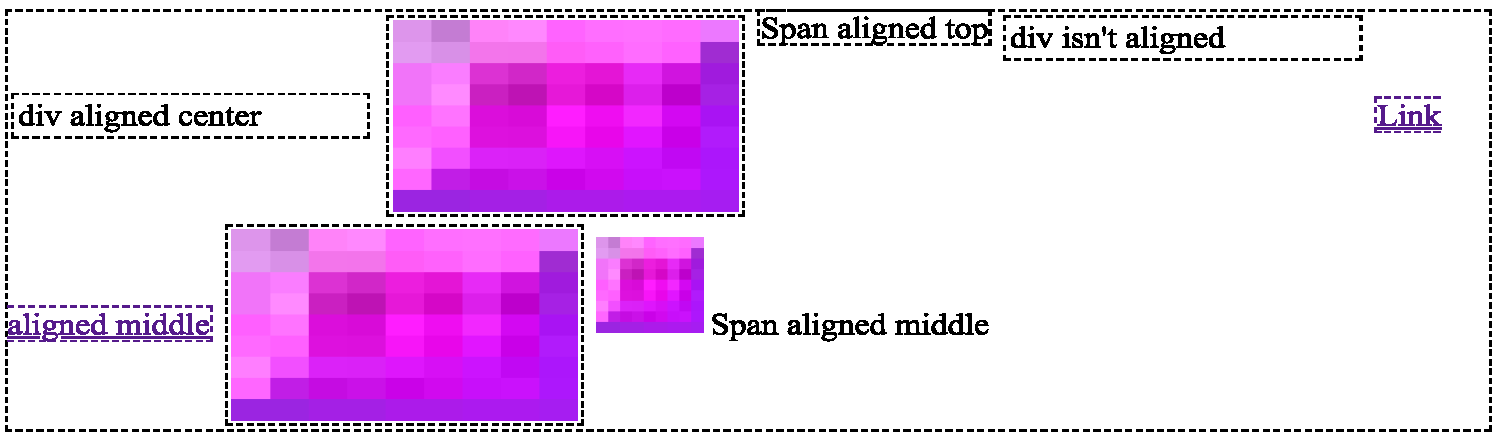 div aligned center
Span aligned top
div isn't aligned
Link
aligned middle
Span aligned middle